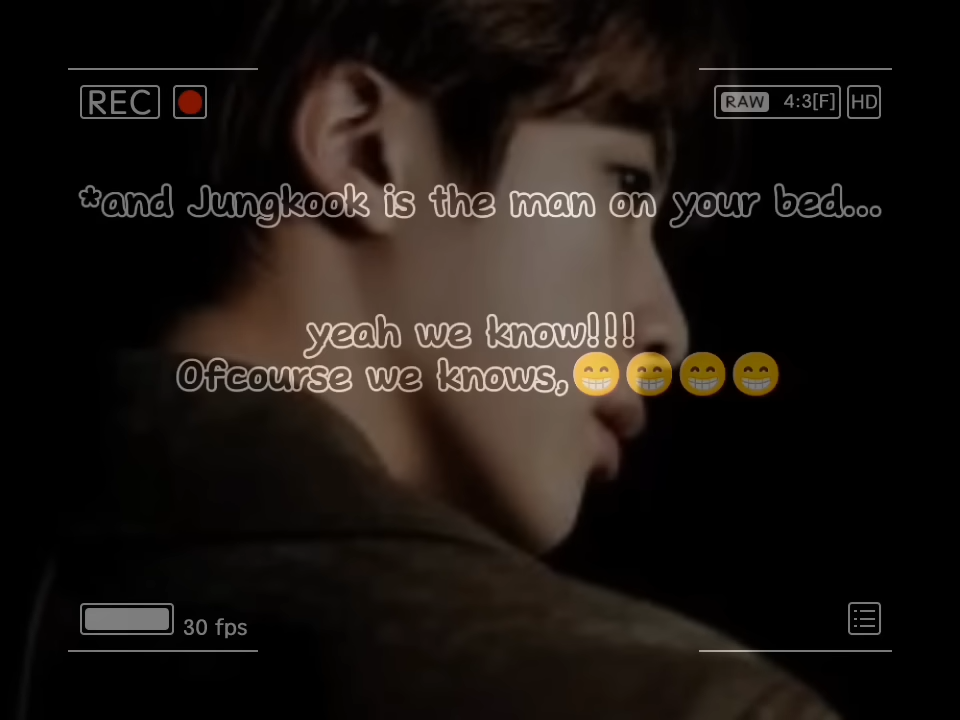 REC
RAW 4:3[F] HD
*and Jungkook is the man on your bed...
yeah we know!!!
Ofcourse we knows,😁😁😁😁
30 fps